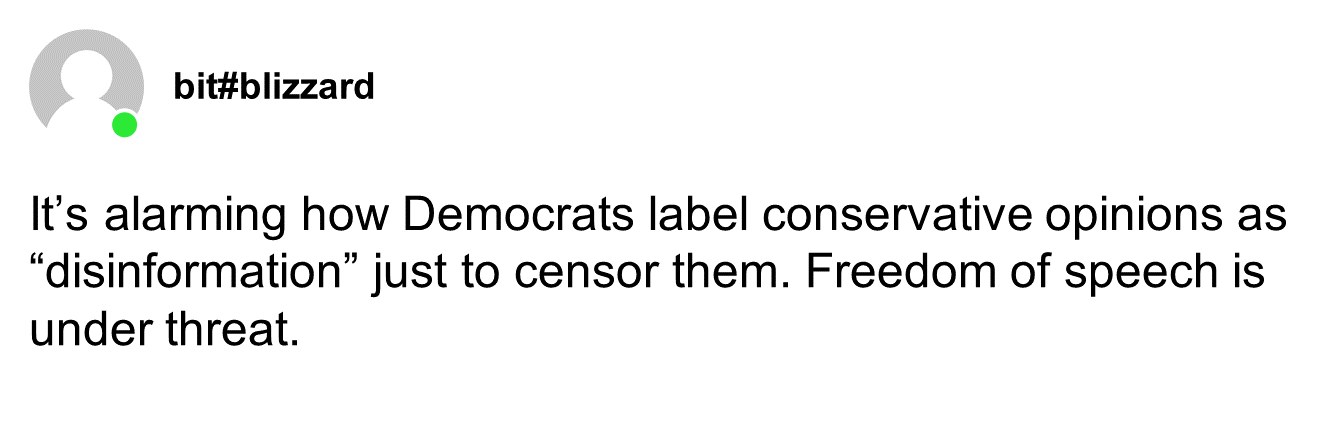 bit#blizzard
It’s alarming how Democrats label conservative opinions as
“disinformation” just to censor them. Freedom of speech is
under threat.